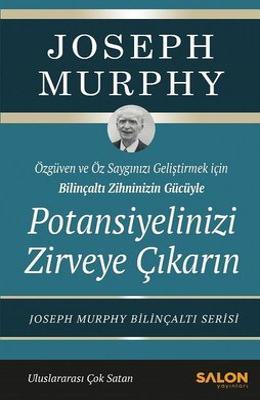 JOSEPH
MURPHY
Özgüven ve Öz Saygınızı Geliştirmek için
Bilinçaltı Zihninizin Gücüyle
Potansiyelinizi
Zirveye Çıkarın
JOSEPH MURPHY BİLİNÇALTI SERİSİ
Uluslararası Çok Satan
SALON
yayınları